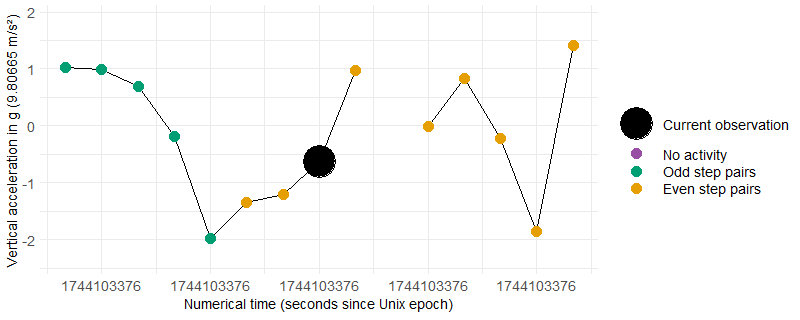 Vertical acceleration in g (9.80665 m/s²)
2
1
0
-1
-2
1744103376 1744103376 1744103376 1744103376 1744103376
Numerical time (seconds since Unix epoch)
Current observation
No activity
Odd step pairs
Even step pairs